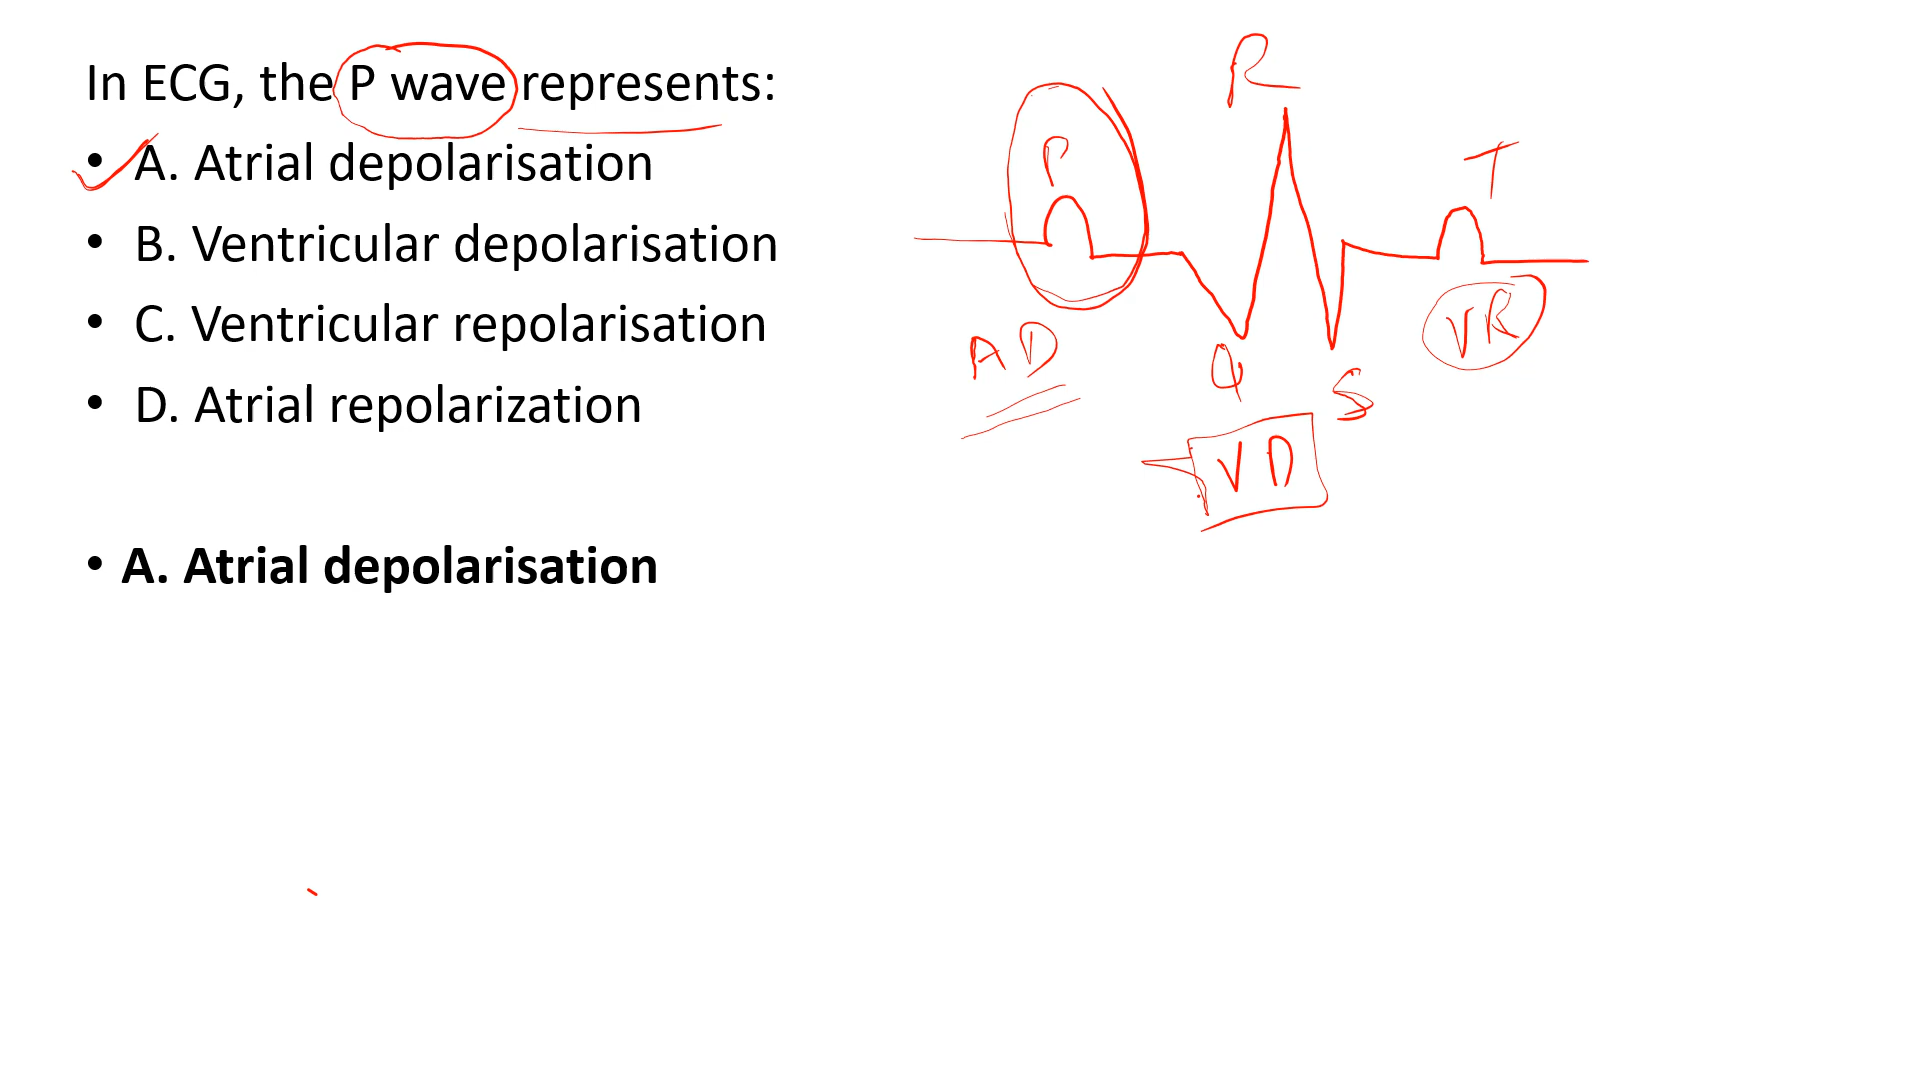 In ECG, the P wave represents:
• A. Atrial depolarisation
• B. Ventricular depolarisation
• C. Ventricular repolarisation
• D. Atrial repolarization
• A. Atrial depolarisation
R
P
T
VR
AD
Q
S
VD